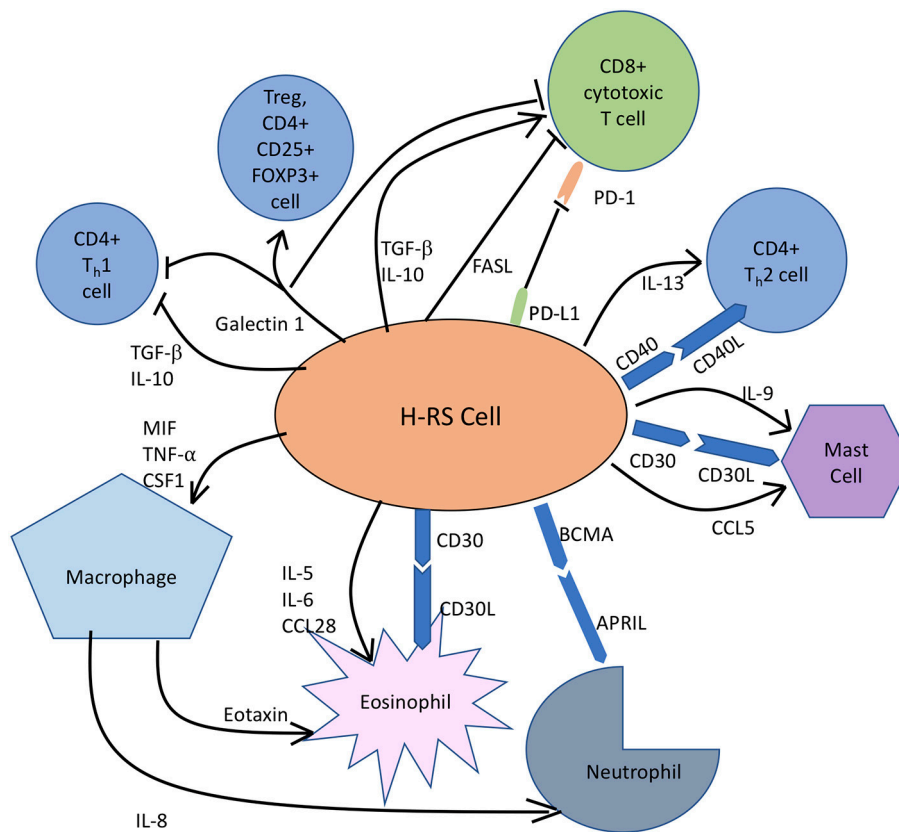 CD8+
cytotoxic
T cell
Treg,
CD4+
CD25+
FOXP3+
cell
PD-1
CD4+
Th1
cell
CD4+
Th2 cell
TGF-β
IL-10
FASL
IL-13
PD-L1
Galectin 1
CD40
CD40L
TGF-β
IL-10
IL-9
H-RS Cell
MIF
TNF-α
CSF1
CD30
CD30L
Mast
Cell
CCL5
CD30
BCMA
Macrophage
IL-5
IL-6
CCL28
CD30L
APRIL
Eosinophil
Eotaxin
Neutrophil
IL-8